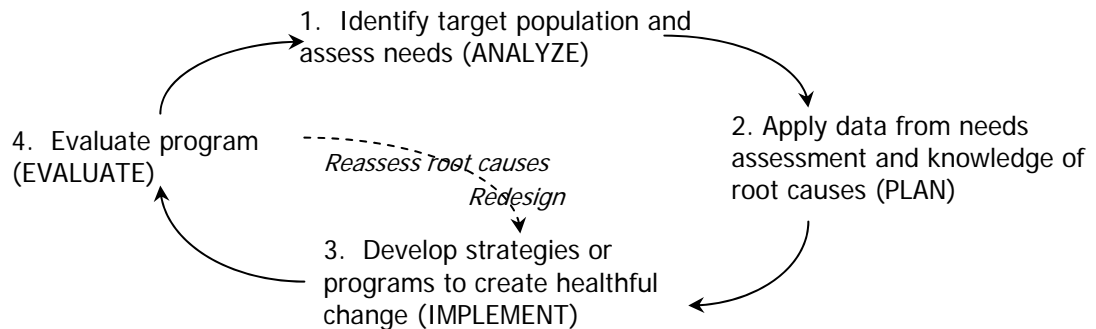 1. Identify target population and
assess needs (ANALYZE)
2. Apply data from needs
assessment and knowledge of
root causes (PLAN)
3. Develop strategies or
programs to create healthful
change (IMPLEMENT)
4. Evaluate program
(EVALUATE)
Reassess root causes
Redesign